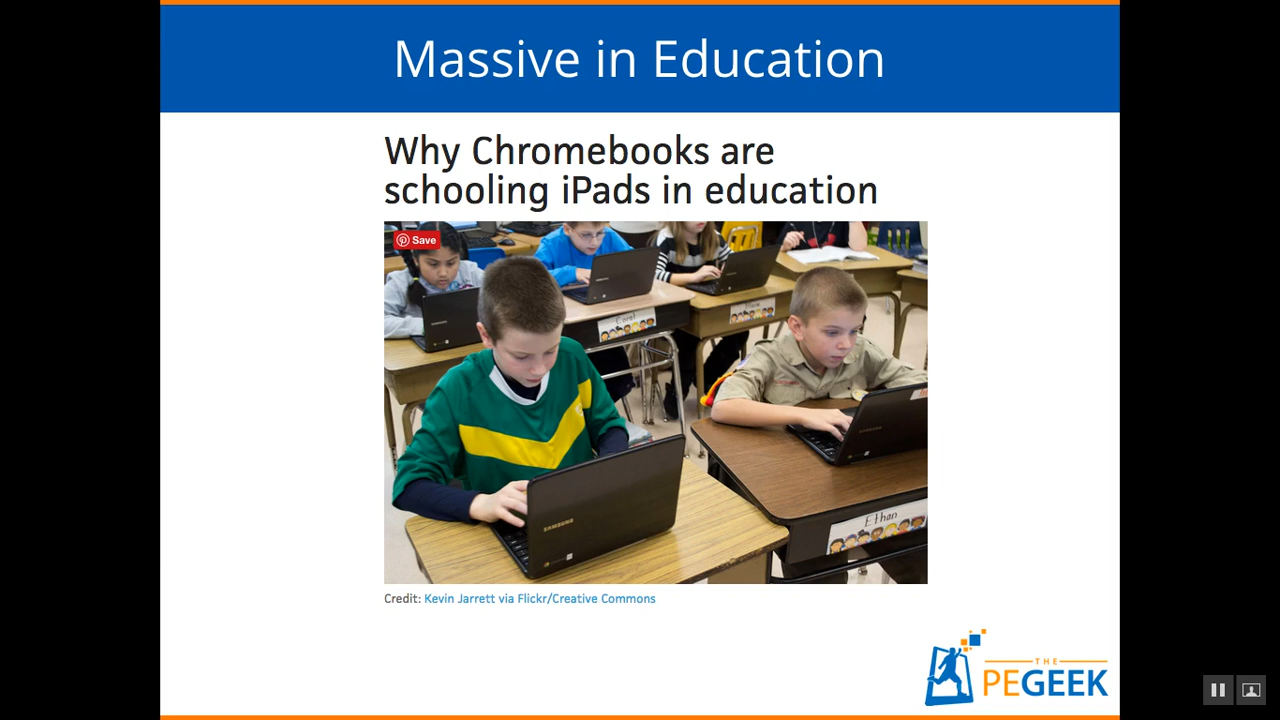 Massive in Education
Why Chromebooks are
schooling iPads in education
Save
Carol
SAMSUNG
Ethan
Credit: Kevin Jarrett via Flickr/Creative Commons
THE
PEGEEK